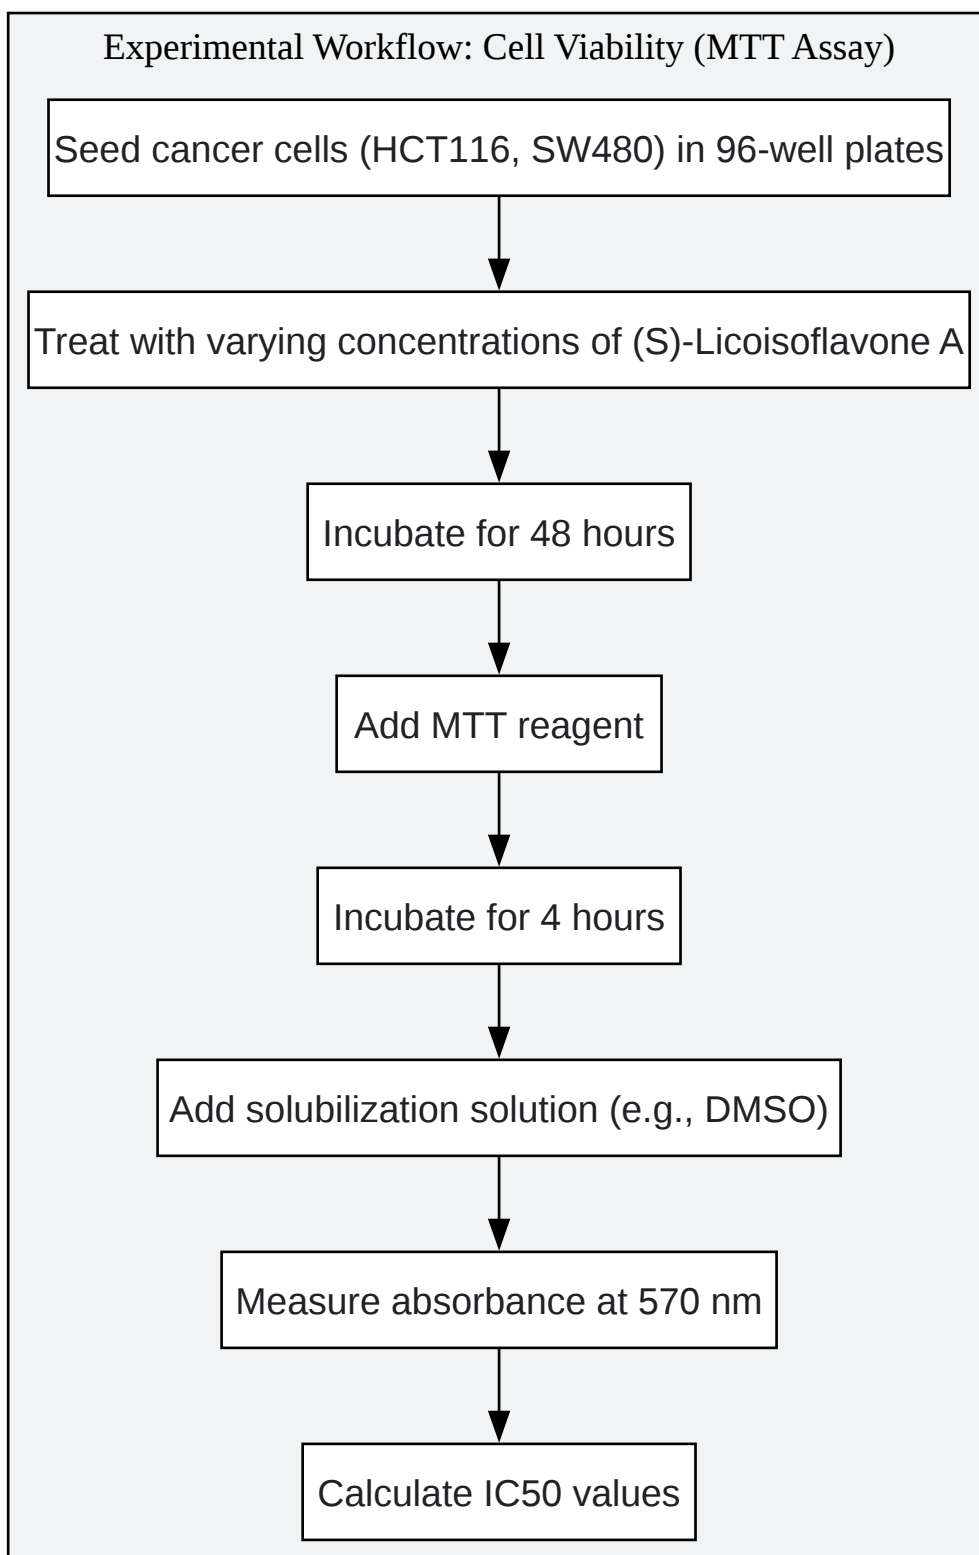 Experimental Workflow: Cell Viability (MTT Assay)
Seed cancer cells (HCT116, SW480) in 96-well plates
Treat with varying concentrations of (S)-Licoisoflavone A
Incubate for 48 hours
Add MTT reagent
Incubate for 4 hours
Add solubilization solution (e.g., DMSO)
Measure absorbance at 570 nm
Calculate IC50 values